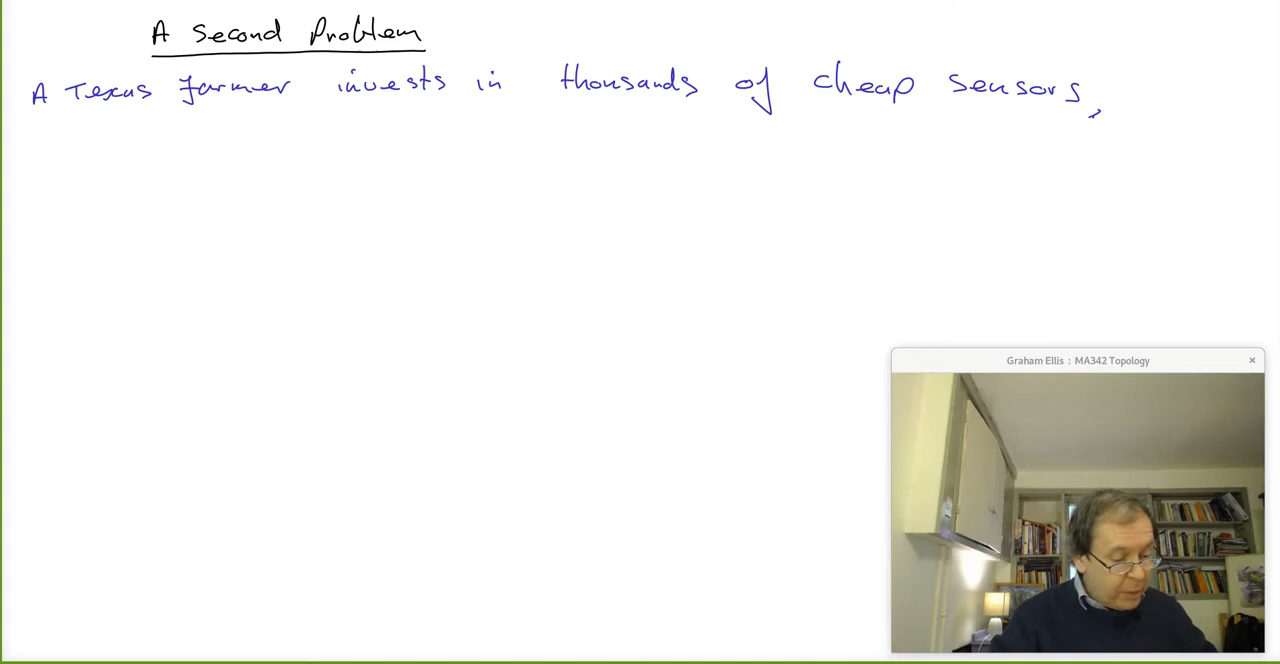 A Second Problem
A Texas farmer invests in thousands of cheap sensors,
Graham Ellis : MA342 Topology